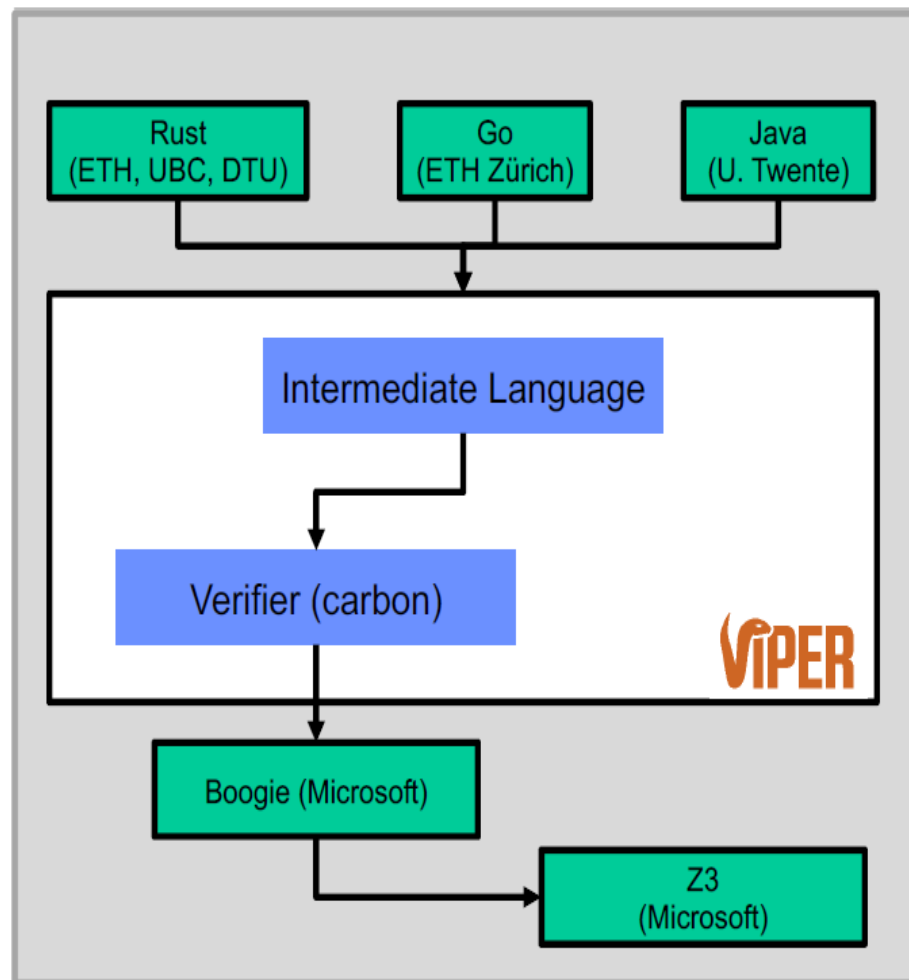 Rust
(ETH, UBC, DTU)
Go
(ETH Zürich)
Java
(U. Twente)
Intermediate Language
Verifier (carbon)
VIPER
Boogie (Microsoft)
Z3
(Microsoft)